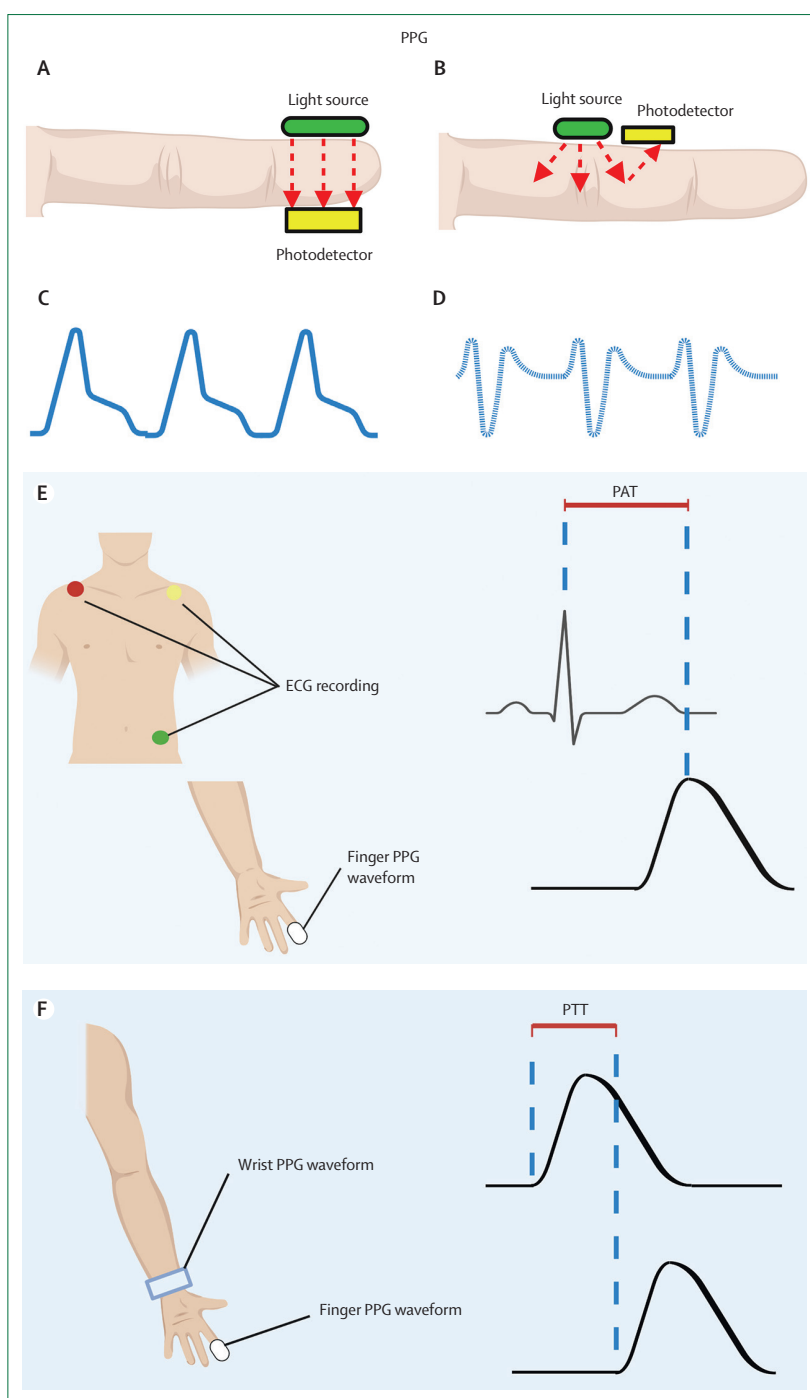 PPG
A
Light source
Photodetector
B
Light source
Photodetector
C
D
E
ECG recording
Finger PPG
waveform
PAT
F
Wrist PPG waveform
Finger PPG waveform
PTT